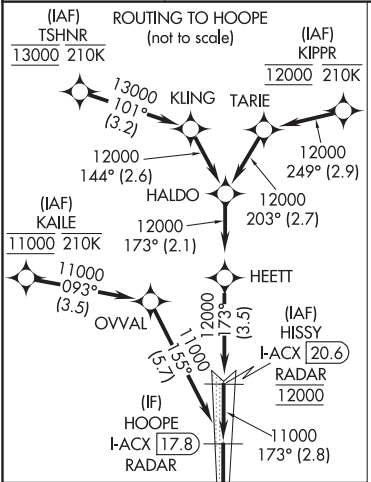 ROUTING TO HOOPE
(not to scale)
(IAF)
TSHNR
13000 210K
(IAF)
KIPPR
12000 210K
13000
101°
(3.2)
KLING
TARIE
12000
144° (2.6)
12000
249° (2.9)
HALDO
12000
203° (2.7)
12000
173° (2.1)
(IAF)
KAILE
11000 210K
11000
093°
(3.5)
OVVAL
HEETT
12000
173°
(3.5)
(IAF)
HISSY
I-ACX 20.6
RADAR
12000
11000
155°
(5.7)
(IF)
HOOPE
I-ACX 17.8
RADAR
11000
173° (2.8)